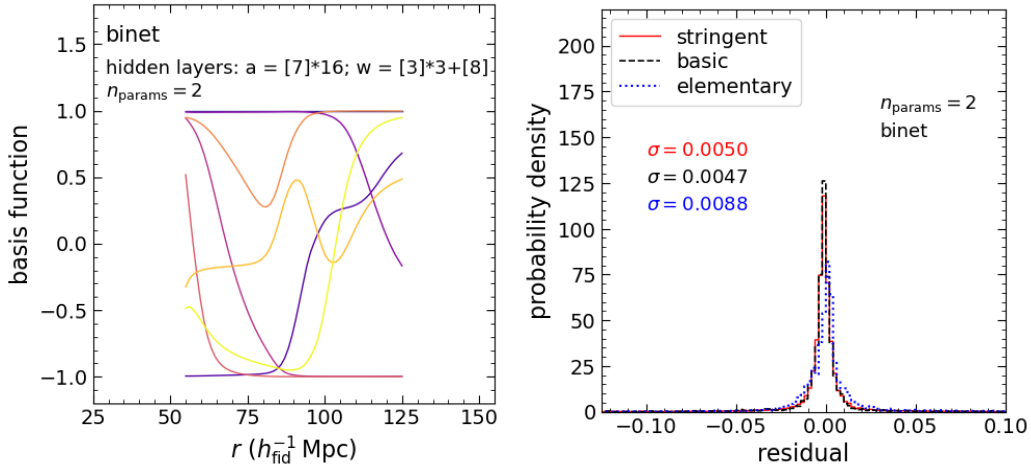 binet
hidden layers: a = [7]*16; w = [3]*3+[8]
n_params = 2
basis function
1.5
1.0
0.5
0.0
−0.5
−1.0
25 50 75 100 125 150
r (h_fid^−1 Mpc)
stringent
basic
elementary
n_params = 2
binet
σ = 0.0050
σ = 0.0047
σ = 0.0088
probability density
200
175
150
125
100
75
50
25
0
−0.10 −0.05 0.00 0.05 0.10
residual